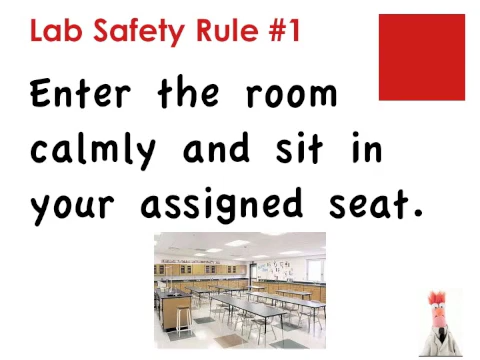 Lab Safety Rule #1
Enter the room
calmly and sit in
your assigned seat.